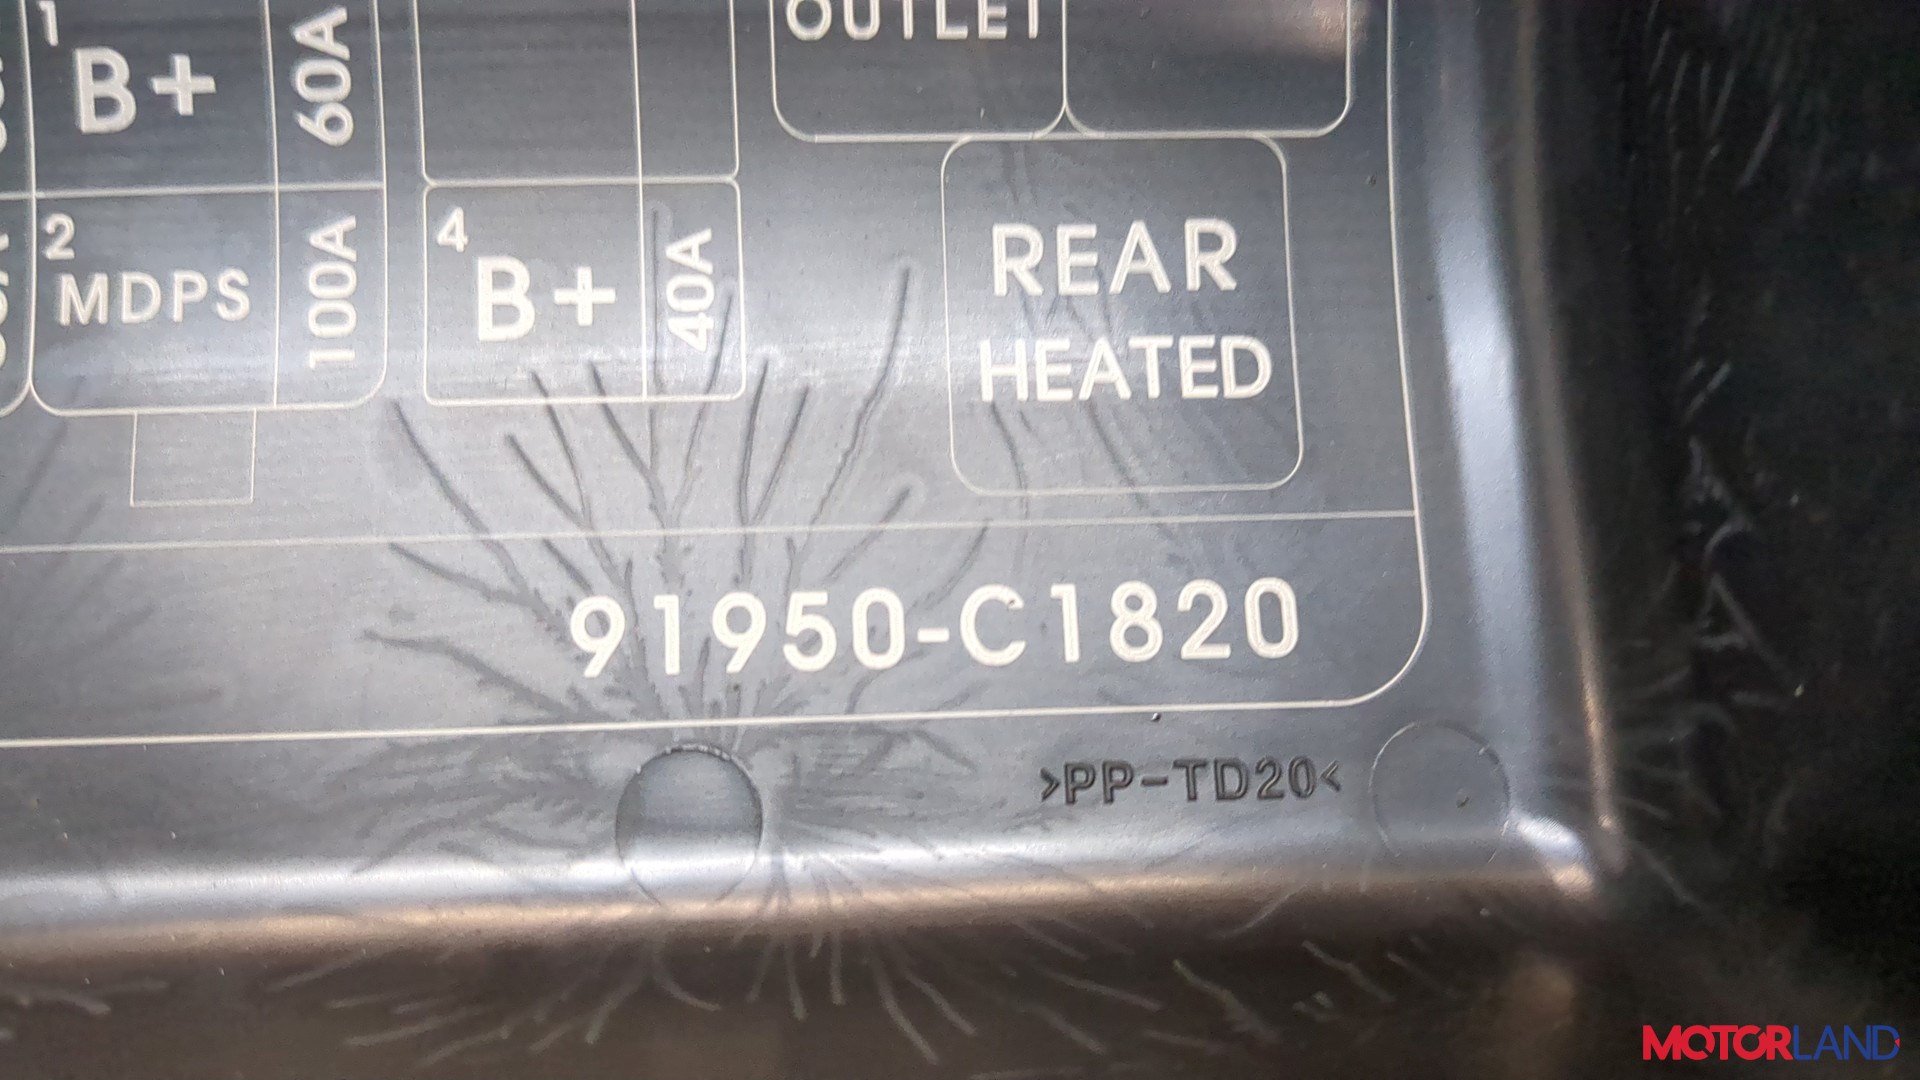 OUTLET
1
B+
60A
2
MDPS
100A
4
B+
40A
REAR
HEATED
91950-C1820
>PP-TD20<
MOTORLAND